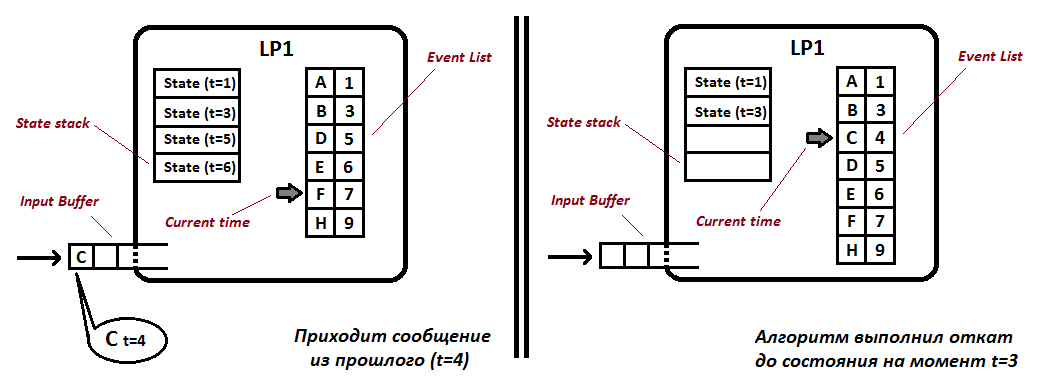 LP1
State (t=1)
State (t=3)
State (t=5)
State (t=6)
State stack
A 1
B 3
D 5
E 6
F 7
H 9
Event List
Input Buffer
Current time
C
C t=4
Приходит сообщение
из прошлого (t=4)
LP1
State (t=1)
State (t=3)
State stack
A 1
B 3
C 4
D 5
E 6
F 7
H 9
Event List
Input Buffer
Current time
Алгоритм выполнил откат
до состояния на момент t=3